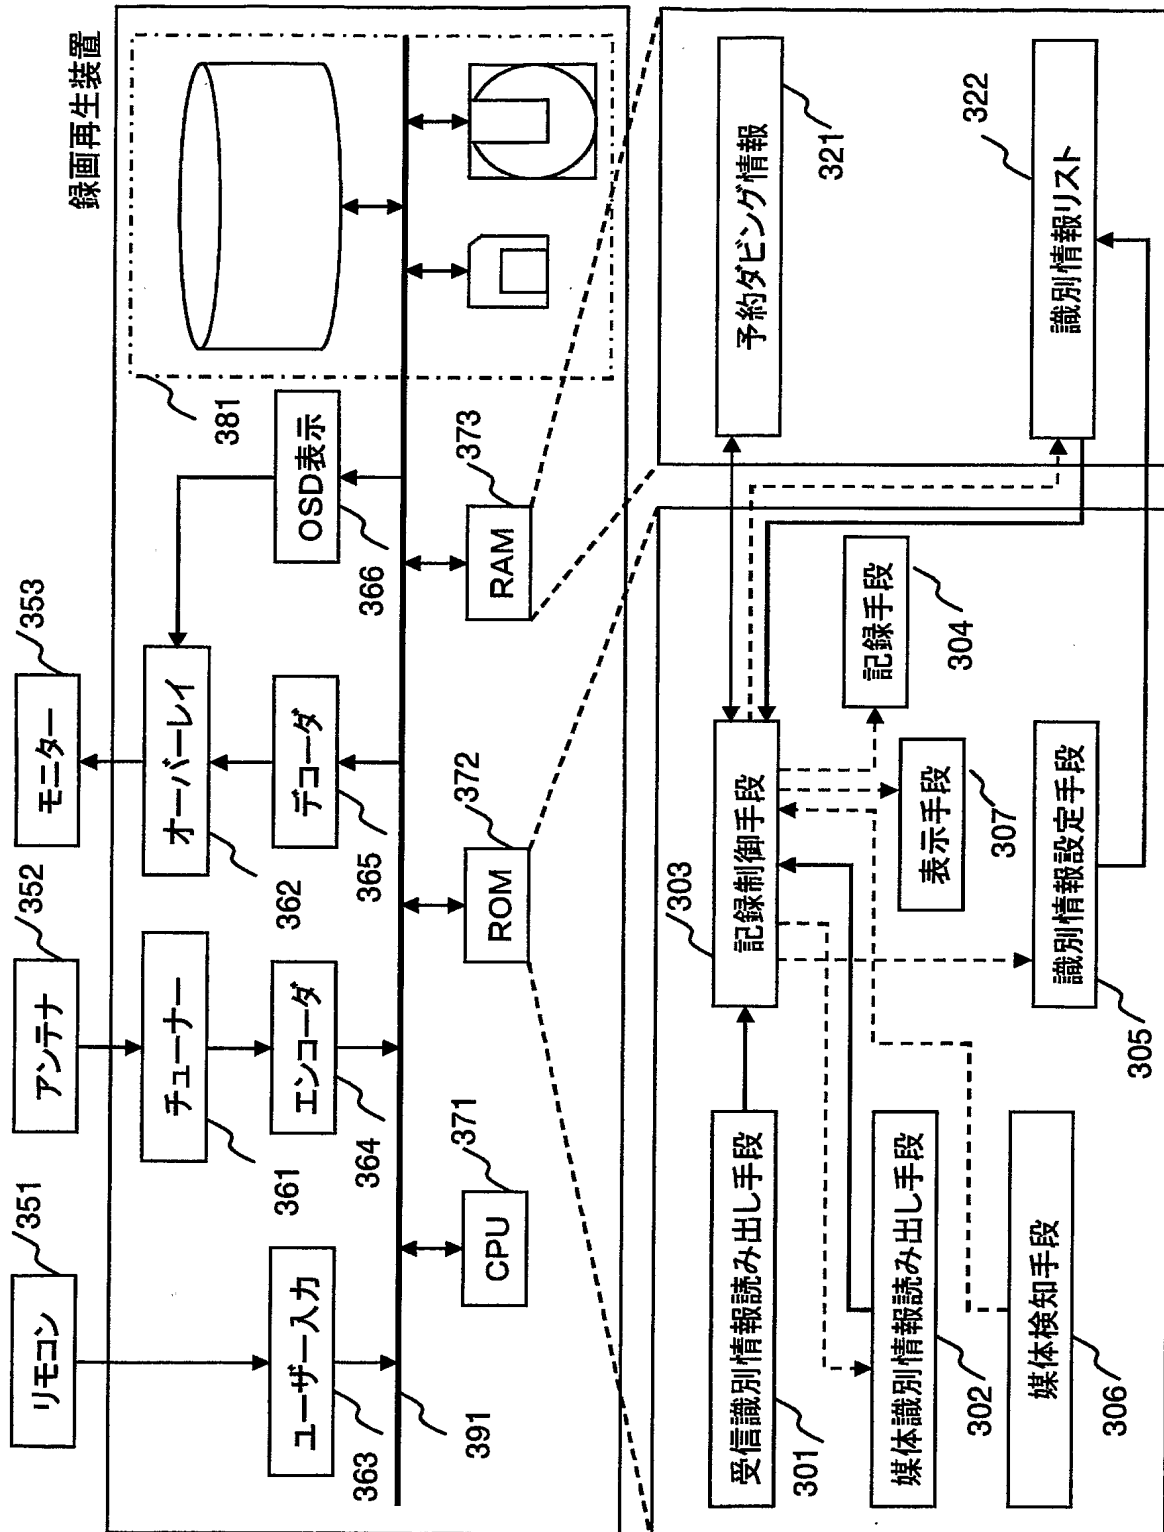 録画再生装置
リモコン
351
アンテナ
352
モニター
353
チューナー
361
オーバーレイ
362
ユーザー入力
363
エンコーダ
364
デコーダ
365
OSD表示
366
381
391
CPU
371
ROM
372
RAM
373
受信識別情報読み出し手段
301
媒体識別情報読み出し手段
302
媒体検知手段
306
記録制御手段
303
記録手段
304
表示手段
307
識別情報設定手段
305
予約ダビング情報
321
識別情報リスト
322